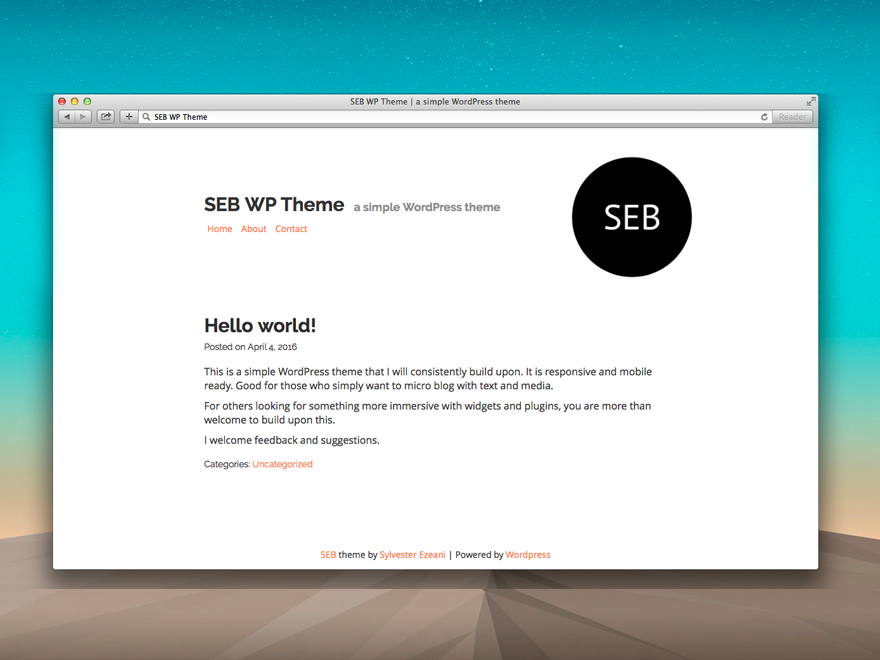 SEB WP Theme | a simple WordPress theme
SEB WP Theme
Reader
SEB WP Theme a simple WordPress theme
Home About Contact
SEB
Hello world!
Posted on April 4, 2016
This is a simple WordPress theme that I will consistently build upon. It is responsive and mobile
ready. Good for those who simply want to micro blog with text and media.
For others looking for something more immersive with widgets and plugins, you are more than
welcome to build upon this.
I welcome feedback and suggestions.
Categories: Uncategorized
SEB theme by Sylvester Ezeani | Powered by Wordpress